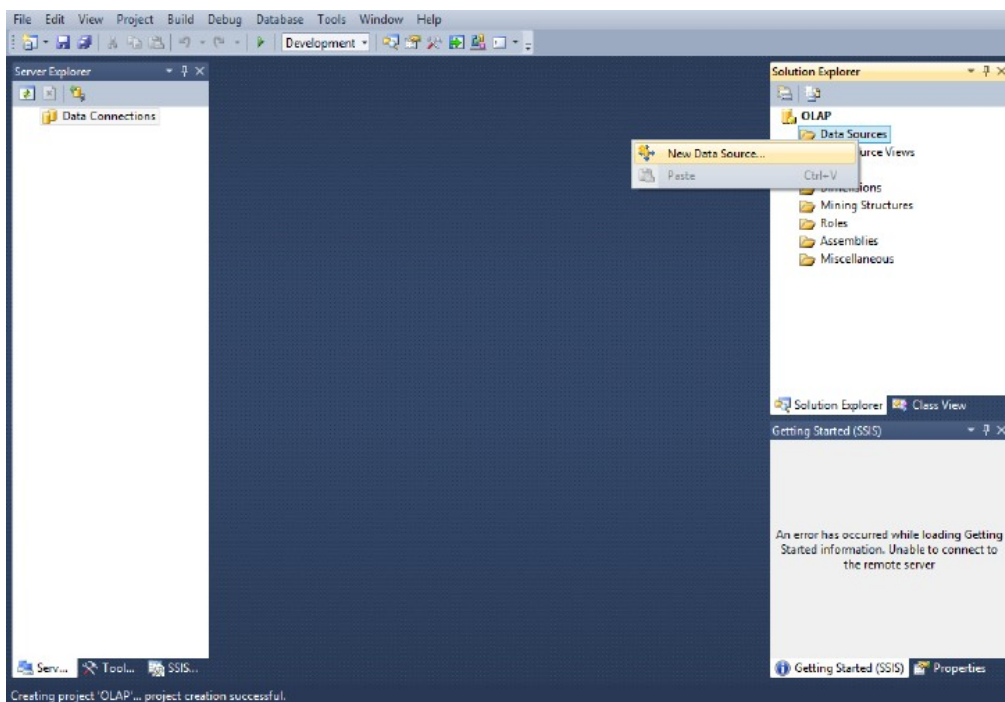 File Edit View Project Build Debug Database Tools Window Help
Development
Server Explorer
Data Connections
Solution Explorer
OLAP
Data Sources
New Data Source...
urce Views
Paste Ctrl+V
Dimensions
Mining Structures
Roles
Assemblies
Miscellaneous
Solution Explorer Class View
Getting Started (SSIS)
An error has occurred while loading Getting
Started information. Unable to connect to
the remote server
Serv... Tool... SSIS...
Getting Started (SSIS) Properties
Creating project 'OLAP'... project creation successful.